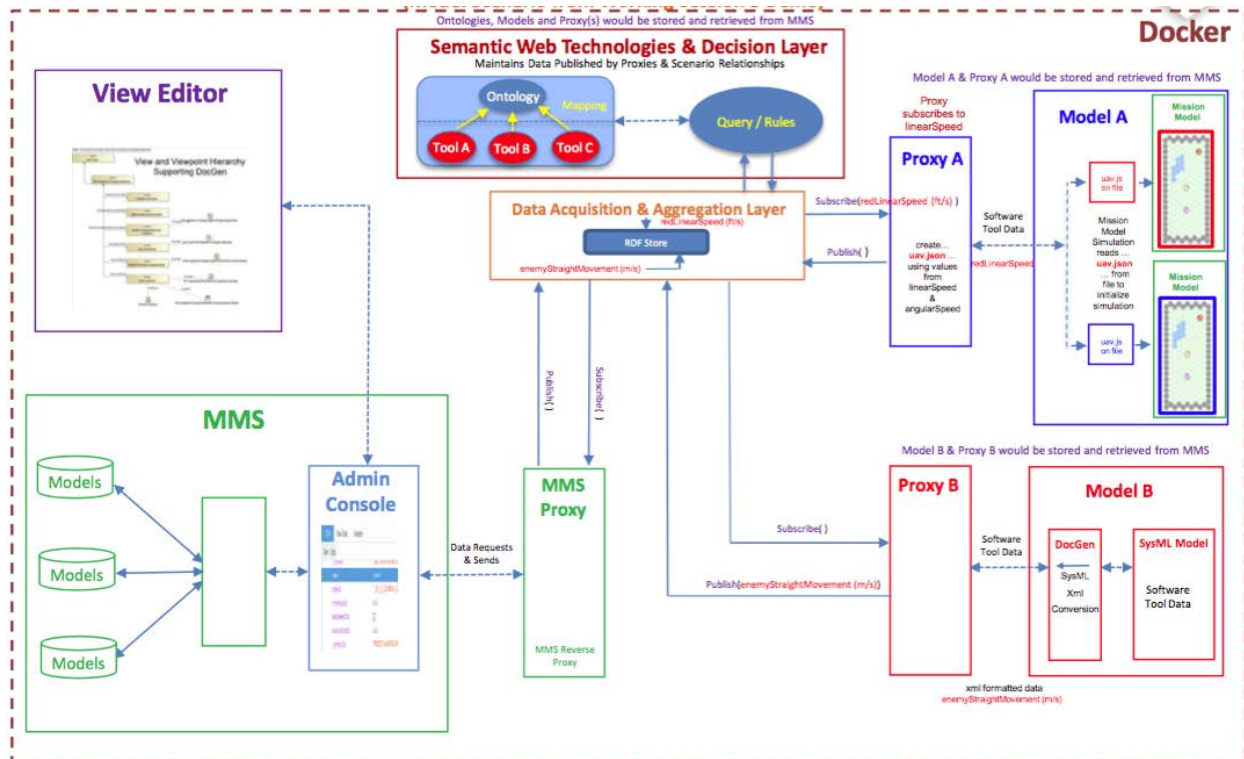 Ontologies, Models and Proxy(s) would be stored and retrieved from MMS
Docker
Semantic Web Technologies & Decision Layer
Maintains Data Published by Proxies & Scenario Relationships
Ontology
Mapping
Tool A
Tool B
Tool C
Query / Rules
View Editor
View and Viewpoint Hierarchy
Supporting DocGen
Data Acquisition & Aggregation Layer
redLinearSpeed (ft/s)
RDF Store
enemyStraightMovement (m/s)
Subscribe(redLinearSpeed (ft/s) )
Publish( )
Proxy
subscribes to
linearSpeed
Proxy A
create…
uav.json …
using values
from
linearSpeed
&
angularSpeed
Software
Tool Data
redLinearSpeed
Model A & Proxy A would be stored and retrieved from MMS
Model A
uav.js
on file
Mission
Model
Simulation
reads …
uav.json
… from
file to
initialize
simulation
uav.js
on file
Mission
Model
Mission
Model
Publish( )
Subscribe( )
MMS
Models
Models
Models
Admin
Console
Data Requests
& Sends
MMS
Proxy
MMS Reverse
Proxy
Subscribe( )
Publish(enemyStraightMovement (m/s))
Model B & Proxy B would be stored and retrieved from MMS
Proxy B
Software
Tool Data
Model B
DocGen
SysML
Xml
Conversion
SysML Model
Software
Tool Data
xml formatted data
enemyStraightMovement (m/s)